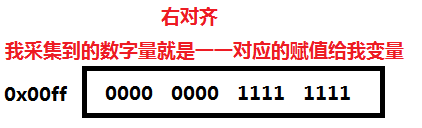 右对齐
我采集到的数字量就是一一对应的赋值给我变量
0x00ff 0000 0000 1111 1111